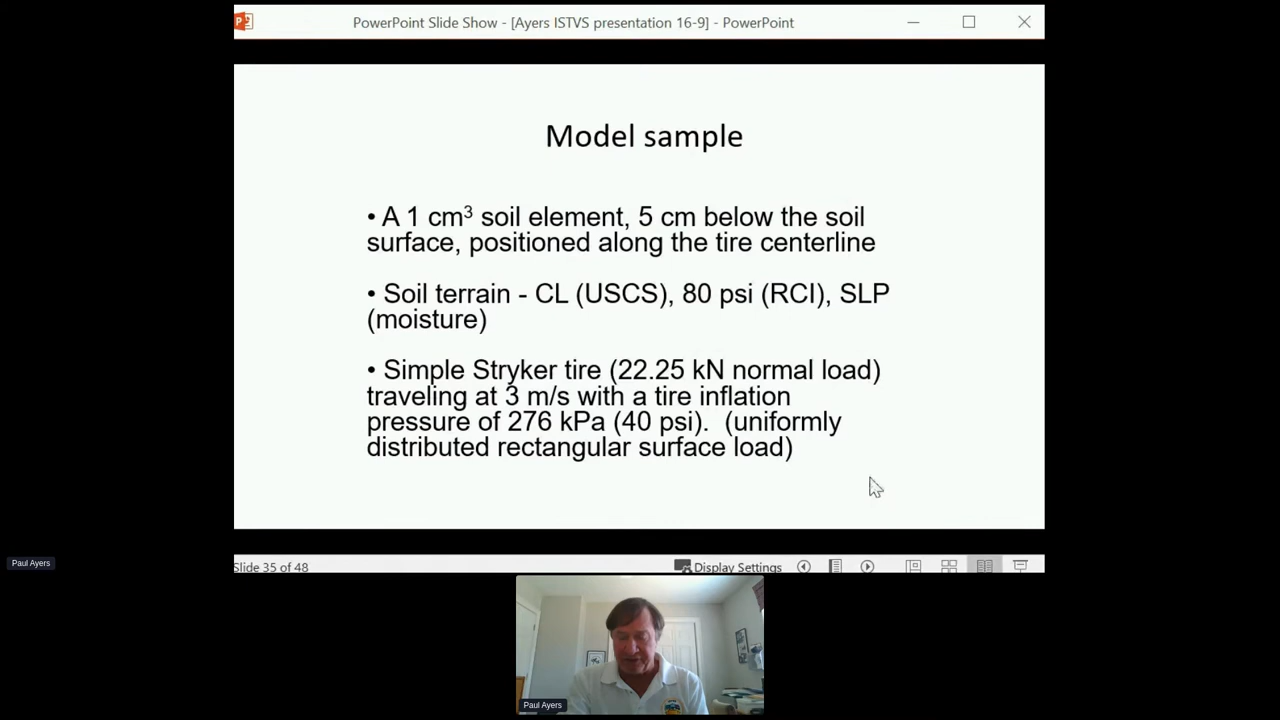 PowerPoint Slide Show - [Ayers ISTVS presentation 16-9] - PowerPoint
Model sample
• A 1 cm³ soil element, 5 cm below the soil
surface, positioned along the tire centerline
• Soil terrain - CL (USCS), 80 psi (RCI), SLP
(moisture)
• Simple Stryker tire (22.25 kN normal load)
traveling at 3 m/s with a tire inflation
pressure of 276 kPa (40 psi).  (uniformly
distributed rectangular surface load)
Paul Ayers
Slide 35 of 48
Display Settings
Paul Ayers